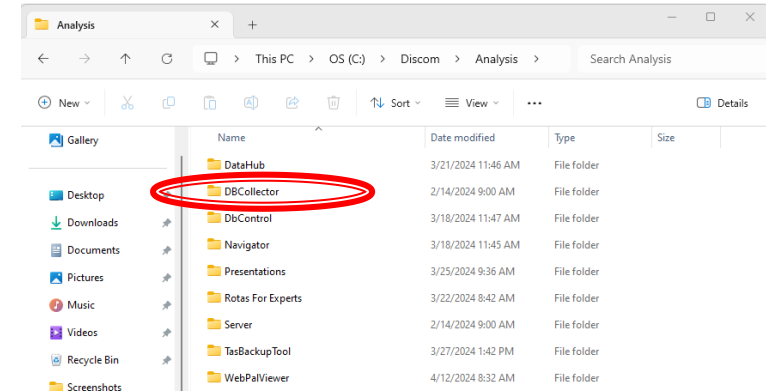 Analysis
This PC > OS (C:) > Discom > Analysis > Search Analysis
New Sort View ... Details
Gallery
Desktop
Downloads
Documents
Pictures
Music
Videos
Recycle Bin
Screenshots
Name Date modified Type Size
DataHub 3/21/2024 11:46 AM File folder
DBCollector 2/14/2024 9:00 AM File folder
DbControl 3/18/2024 11:47 AM File folder
Navigator 3/18/2024 11:45 AM File folder
Presentations 3/25/2024 9:36 AM File folder
Rotas For Experts 3/22/2024 8:42 AM File folder
Server 2/14/2024 9:00 AM File folder
TasBackupTool 3/27/2024 1:42 PM File folder
WebPalViewer 4/12/2024 8:32 AM File folder